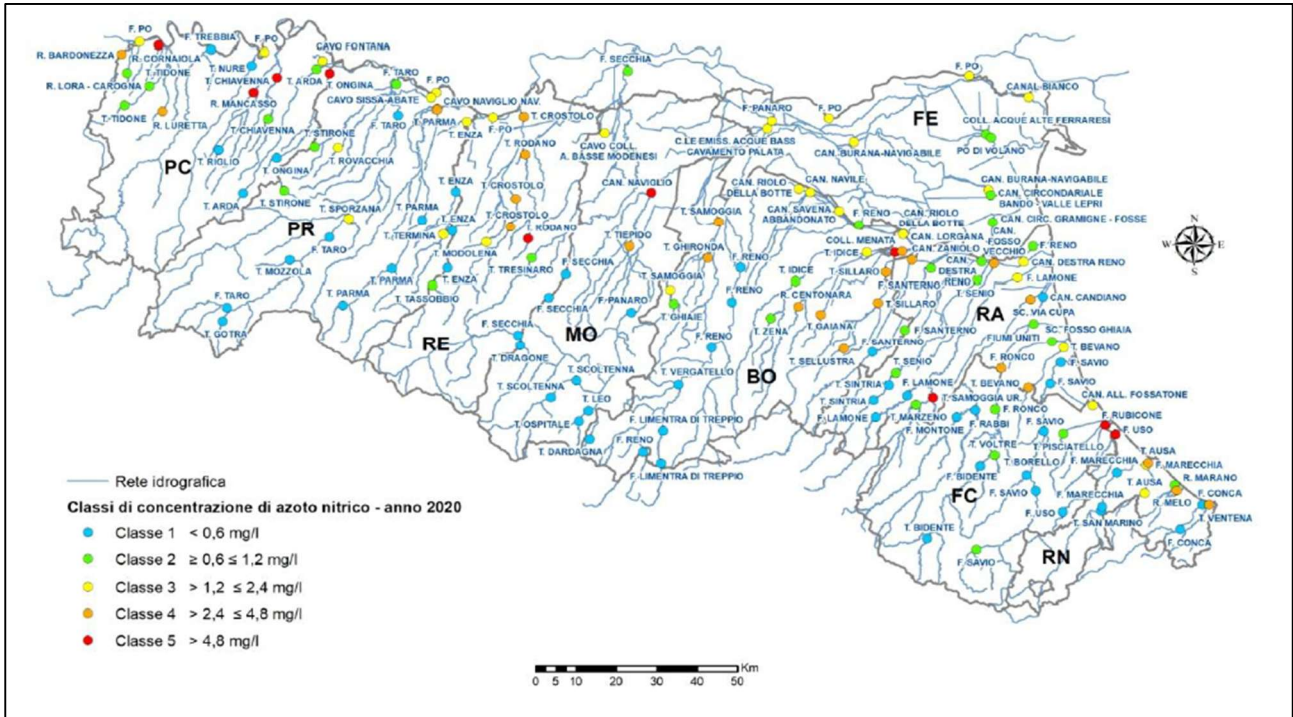 F. PO
F. TREBBIA
F. PO
R. BARDONEZZA
R. CORNAIOLA
CAVO FONTANA
T. TIDONE
T. NURE
R. LORA - CAROGNA
T. CHIAVENNA
T. ARDA
T. ONGINA
F. TARO
F. PO
F. SECCHIA
F. PO
R. MANCASSO
CAVO SISSA-ABATE
CAVO NAVIGLIO NAV.
CANAL BIANCO
T. TIDONE
R. LURETTA
T. CHIAVENNA
T. STIRONE
F. TARO
T. PARMA
T. ENZA
F. PO
T. CROSTOLO
F. PANARO
F. PO
FE
COLL. ACQUE ALTE FERRARESI
T. RODANO
CAVO COLL.
A. BASSE MODENESI
C.LE EMISS. ACQUE BASS
CAVAMENTO PALATA
CAN. BURANA-NAVIGABILE
PO DI VOLANO
T. RIGLIO
T. ONGINA
T. ROVACCHIA
PC
T. ARDA
T. STIRONE
T. ENZA
T. CROSTOLO
CAN. NAVIGLIO
CAN. RIOLO
DELLA BOTTE
CAN. NAVILE
CAN. BURANA-NAVIGABILE
CAN. CIRCONDARIALE
BANDO - VALLE LEPRI
T. SPORZANA
T. PARMA
T. ENZA
T. CROSTOLO
T. SAMOGGIA
CAN. SAVENA
ABBANDONATO
F. RENO
CAN. RIOLO
DELLA BOTTE
CAN. CIRC. GRAMIGNE - FOSSE
PR
T. TERMINA
T. RODANO
T. TIEPIDO
T. GHIRONDA
COLL. MENATA
CAN. LORGANA
CAN. ZANIOLO
CAN.
FOSSO
VECCHIO
F. RENO
F. TARO
T. MODOLENA
T. TRESINARO
T. IDICE
CAN. DESTRA RENO
T. MOZZOLA
T. PARMA
T. ENZA
F. SECCHIA
T. SAMOGGIA
F. RENO
T. IDICE
T. SILLARO
F. SANTERNO
CAN.
DESTRA
RENO
F. LAMONE
T. TASSOBBIO
F. PANARO
F. RENO
R. CENTONARA
T. SENIO
CAN. CANDIANO
F. TARO
T. PARMA
F. SECCHIA
T. GHIAIE
T. SILLARO
RA
SC. VIA CUPA
T. GOTRA
F. SECCHIA
MO
F. RENO
T. ZENA
T. GAIANA
F. SANTERNO
SC. FOSSO GHIAIA
RE
T. DRAGONE
T. SELLUSTRA
F. SANTERNO
FIUMI UNITI
T. BEVANO
T. SCOLTENNA
T. VERGATELLO
BO
T. SENIO
F. RONCO
F. SAVIO
T. SCOLTENNA
T. LEO
T. SINTRIA
F. LAMONE
T. BEVANO
F. SAVIO
T. SINTRIA
T. SAMOGGIA UR.
CAN. ALL. FOSSATONE
T. OSPITALE
F. LIMENTRA DI TREPPIO
F. LAMONE
T. MARZENO
F. RONCO
F. RUBICONE
F. MONTONE
F. RABBI
F. SAVIO
F. USO
T. DARDAGNA
F. RENO
T. VOLTRE
T. PISCIATELLO
T. AUSA
F. LIMENTRA DI TREPPIO
F. BIDENTE
T. BORELLO
F. MARECCHIA
F. MARECCHIA
T. AUSA
R. MARANO
FC
F. SAVIO
F. MARECCHIA
R. MELO
F. CONCA
F. USO
T. SAN MARINO
T. VENTENA
T. BIDENTE
F. CONCA
F. SAVIO
RN
N
W
E
S
Rete idrografica
Classi di concentrazione di azoto nitrico - anno 2020
Classe 1 < 0,6 mg/l
Classe 2 ≥ 0,6 ≤ 1,2 mg/l
Classe 3 > 1,2 ≤ 2,4 mg/l
Classe 4 > 2,4 ≤ 4,8 mg/l
Classe 5 > 4,8 mg/l
Km
0 5 10 20 30 40 50